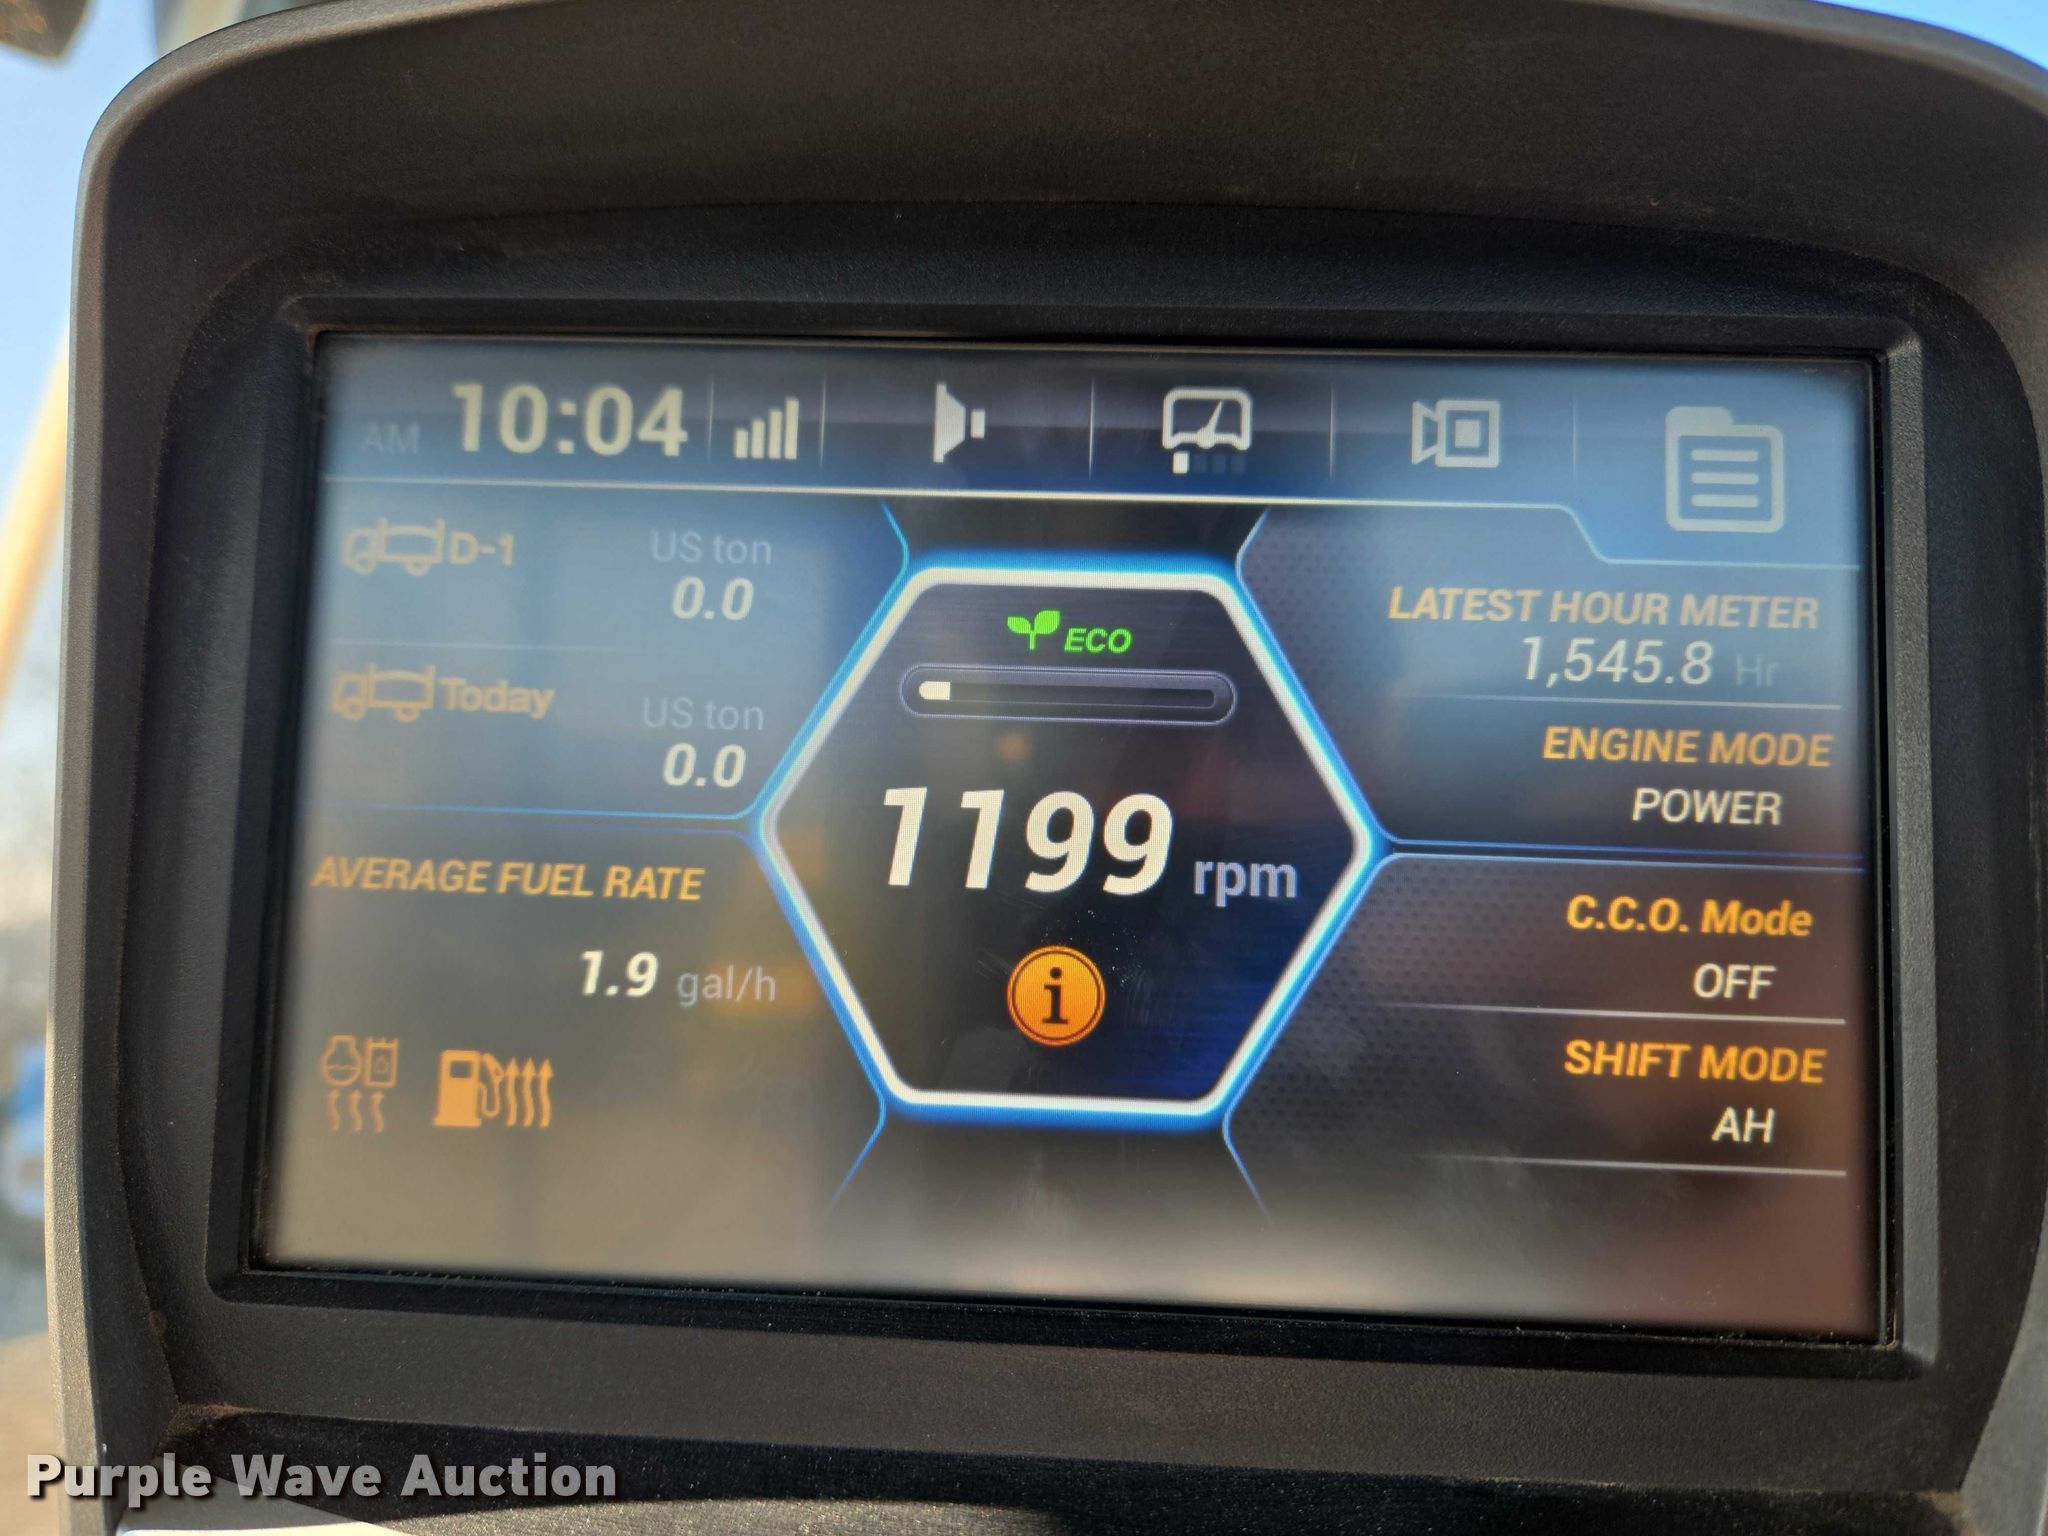 AM 10:04
D-1
US ton
0.0
Today
US ton
0.0
AVERAGE FUEL RATE
1.9 gal/h
ECO
1199 rpm
i
LATEST HOUR METER
1,545.8 Hr
ENGINE MODE
POWER
C.C.O. Mode
OFF
SHIFT MODE
AH
Purple Wave Auction